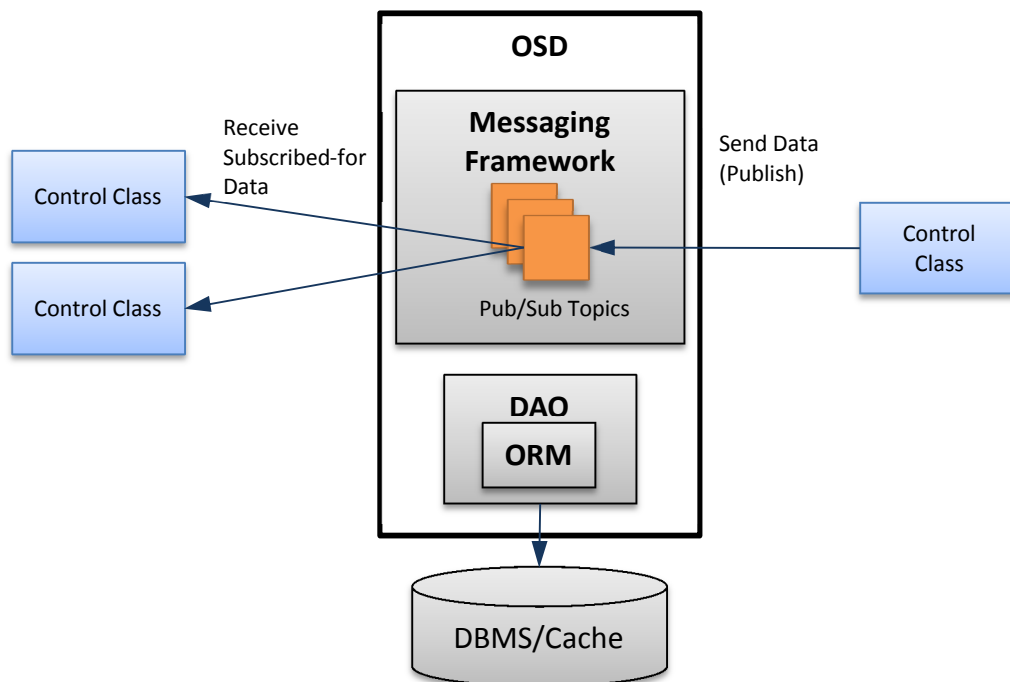 OSD
Messaging
Framework
Pub/Sub Topics
Receive
Subscribed-for
Data
Send Data
(Publish)
Control Class
Control Class
Control
Class
DAO
ORM
DBMS/Cache